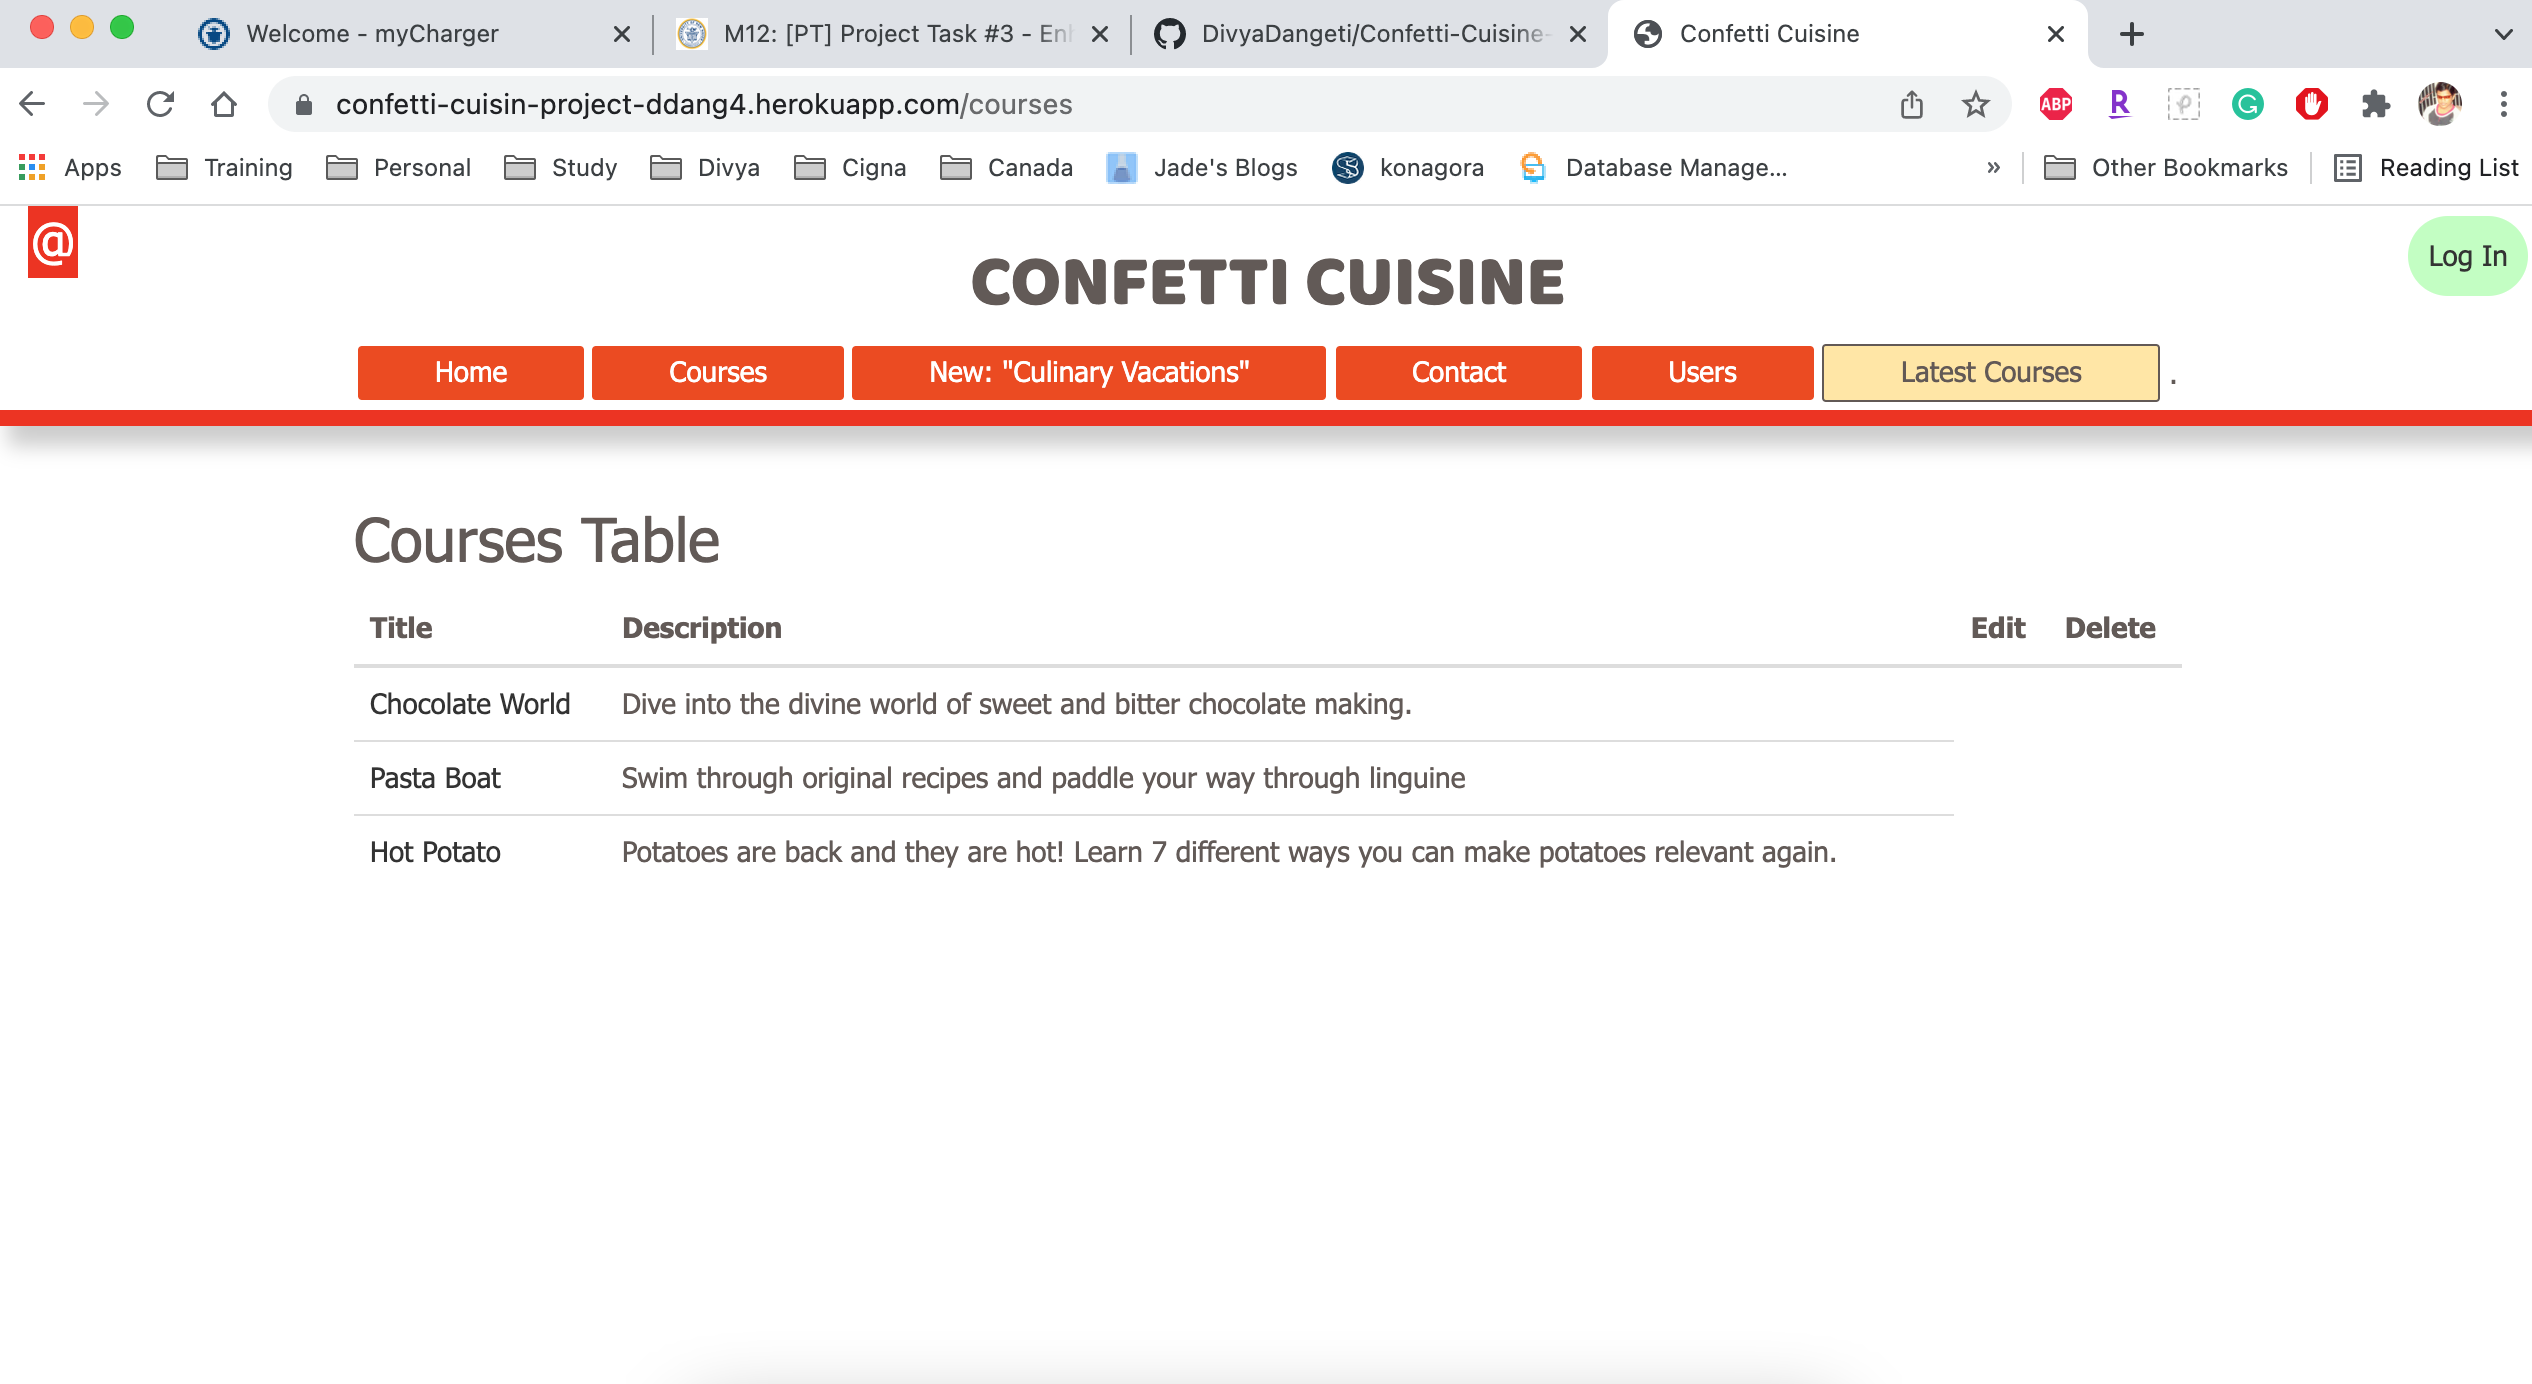 Welcome - myCharger
M12: [PT] Project Task #3 - Enh
DivyaDangeti/Confetti-Cuisine-
Confetti Cuisine
confetti-cuisin-project-ddang4.herokuapp.com/courses
ABP
R
Apps
Training
Personal
Study
Divya
Cigna
Canada
Jade's Blogs
konagora
Database Manage...
»
Other Bookmarks
Reading List
@
Log In
CONFETTI CUISINE
Home
Courses
New: "Culinary Vacations"
Contact
Users
Latest Courses
.
Courses Table
Title Description Edit Delete
Chocolate World Dive into the divine world of sweet and bitter chocolate making.
Pasta Boat Swim through original recipes and paddle your way through linguine
Hot Potato Potatoes are back and they are hot! Learn 7 different ways you can make potatoes relevant again.